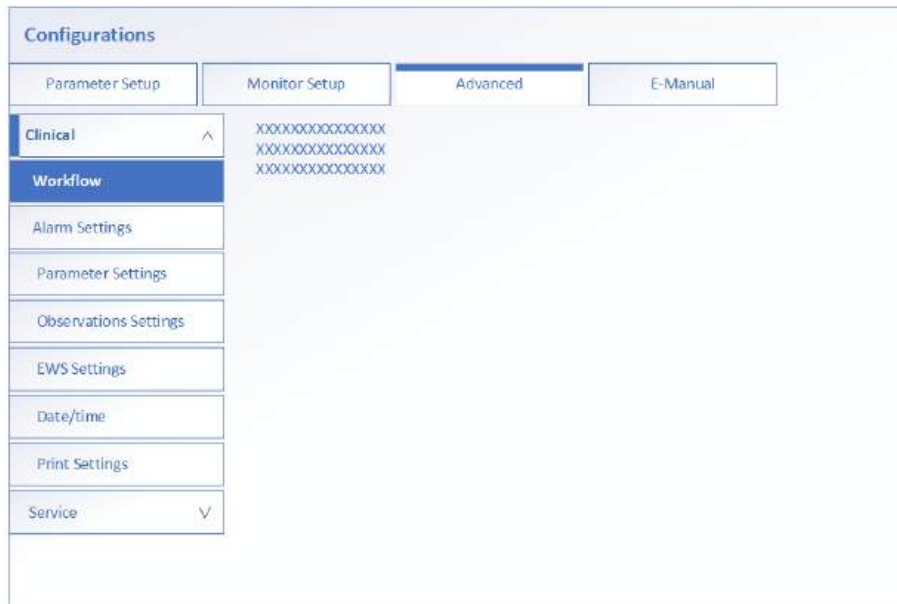 Configurations
Parameter Setup
Monitor Setup
Advanced
E-Manual
Clinical
XXXXXXXXXXXXXXX
XXXXXXXXXXXXXXX
XXXXXXXXXXXXXXX
Workflow
Alarm Settings
Parameter Settings
Observations Settings
EWS Settings
Date/time
Print Settings
Service